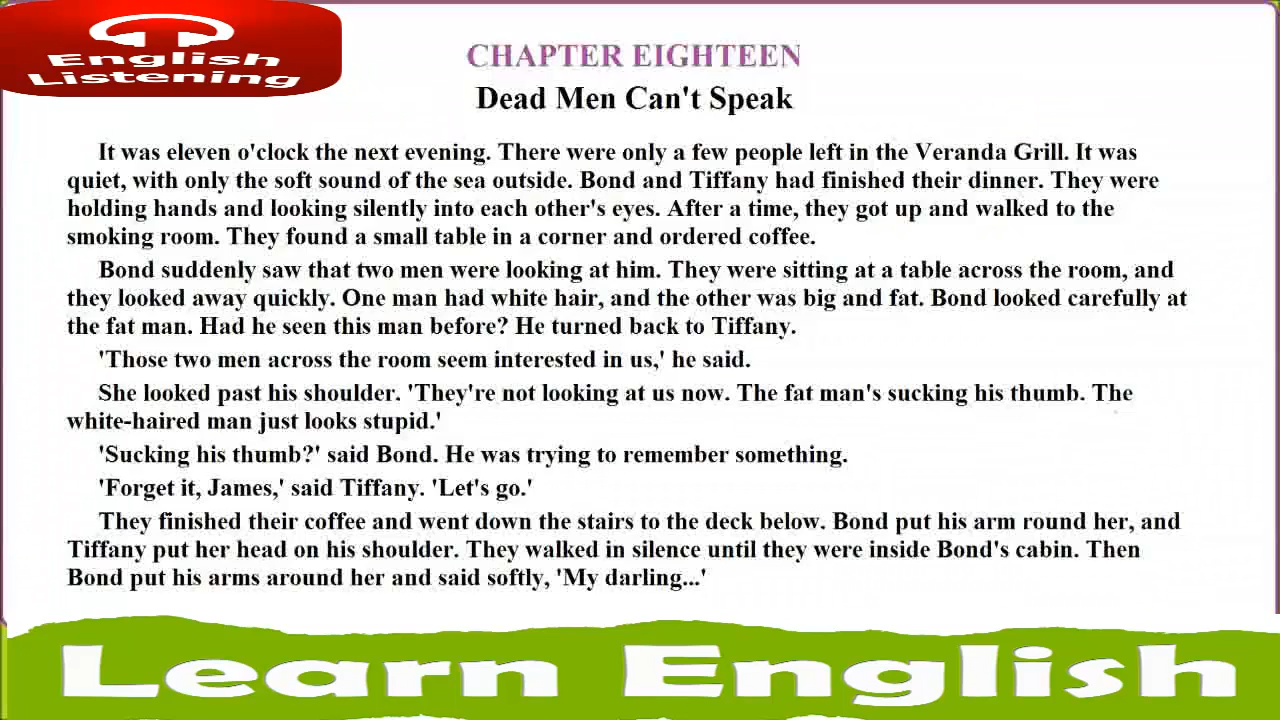 English
Listening
CHAPTER EIGHTEEN
Dead Men Can't Speak
It was eleven o'clock the next evening. There were only a few people left in the Veranda Grill. It was
quiet, with only the soft sound of the sea outside. Bond and Tiffany had finished their dinner. They were
holding hands and looking silently into each other's eyes. After a time, they got up and walked to the
smoking room. They found a small table in a corner and ordered coffee.
Bond suddenly saw that two men were looking at him. They were sitting at a table across the room, and
they looked away quickly. One man had white hair, and the other was big and fat. Bond looked carefully at
the fat man. Had he seen this man before? He turned back to Tiffany.
'Those two men across the room seem interested in us,' he said.
She looked past his shoulder. 'They're not looking at us now. The fat man's sucking his thumb. The
white-haired man just looks stupid.'
'Sucking his thumb?' said Bond. He was trying to remember something.
'Forget it, James,' said Tiffany. 'Let's go.'
They finished their coffee and went down the stairs to the deck below. Bond put his arm round her, and
Tiffany put her head on his shoulder. They walked in silence until they were inside Bond's cabin. Then
Bond put his arms around her and said softly, 'My darling...'
Learn English